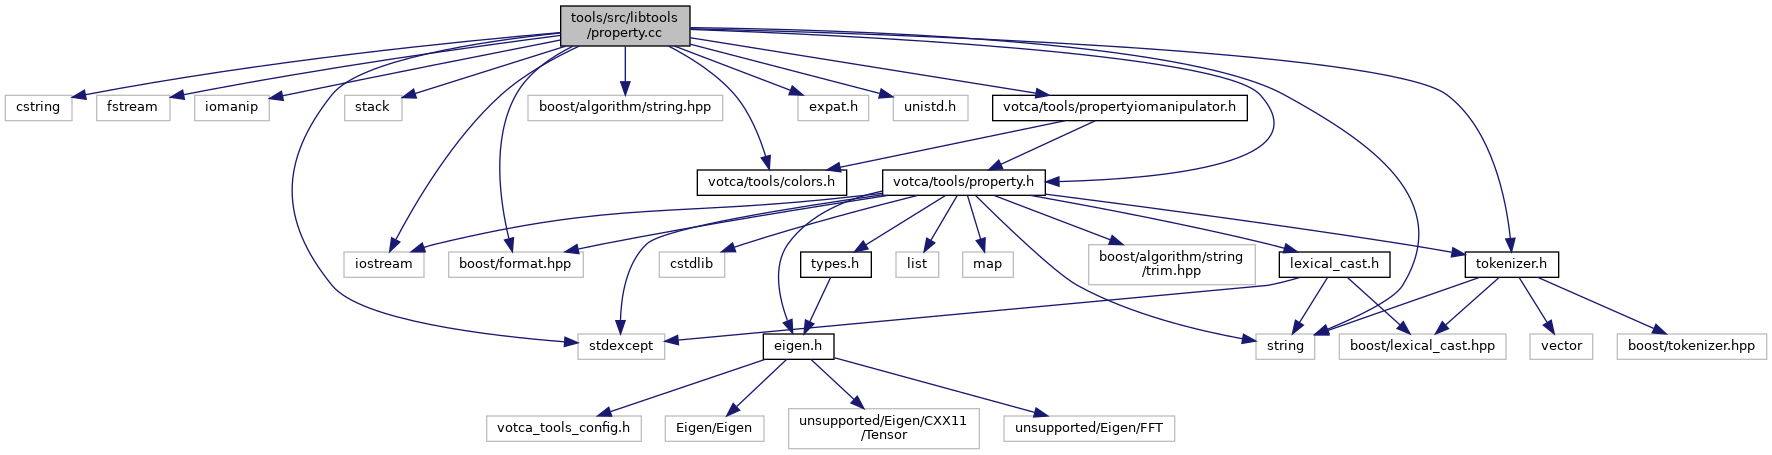 tools/src/libtools
/property.cc
cstring
fstream
iomanip
stack
boost/algorithm/string.hpp
expat.h
unistd.h
votca/tools/propertyiomanipulator.h
votca/tools/colors.h
votca/tools/property.h
iostream
boost/format.hpp
cstdlib
types.h
list
map
boost/algorithm/string
/trim.hpp
lexical_cast.h
tokenizer.h
stdexcept
eigen.h
string
boost/lexical_cast.hpp
vector
boost/tokenizer.hpp
votca_tools_config.h
Eigen/Eigen
unsupported/Eigen/CXX11
/Tensor
unsupported/Eigen/FFT